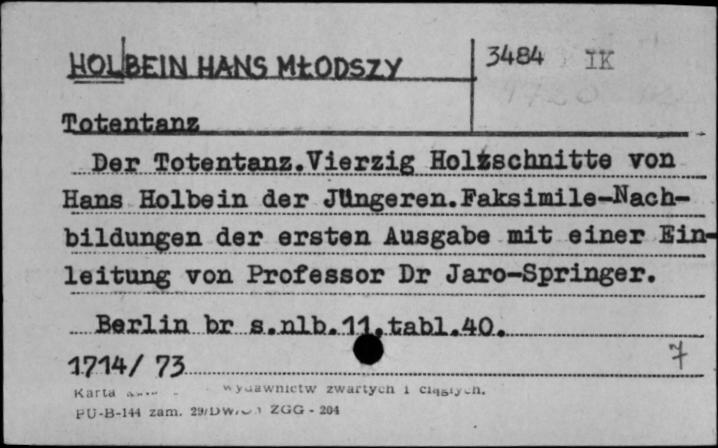 HOLBEIN HANS MŁODSZY 3484 IK
Totentanz
Der Totentanz.Vierzig Holzschnitte von
Hans Holbein der Jüngeren.Faksimile-Nach-
bildungen der ersten Ausgabe mit einer Ein-
leitung von Professor Dr Jaro-Springer.
Berlin br s.nlb.11.tabl.40.
1714/ 73 7
Karta wydawnictw zwartych i ciągłych.
PU-B-144 zam. ZGG - 204